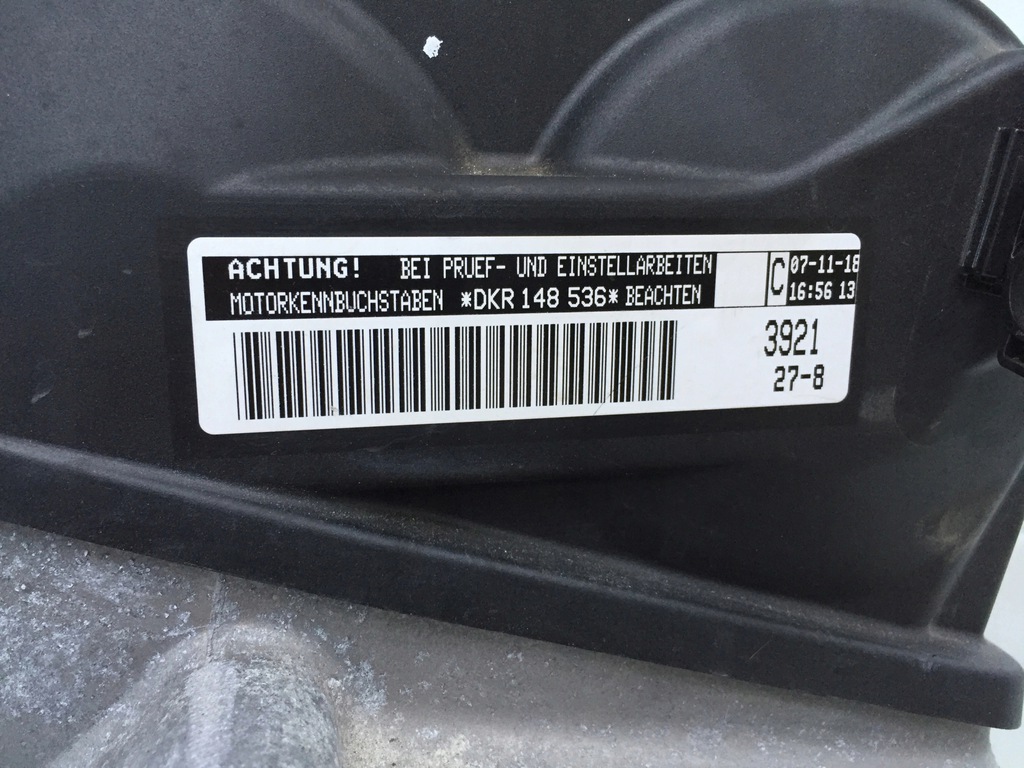 ACHTUNG! BEI PRUEF- UND EINSTELLARBEITEN
MOTORKENNBUCHSTABEN *DKR 148 536* BEACHTEN
C
07-11-18
16:56 13
3921
27-8